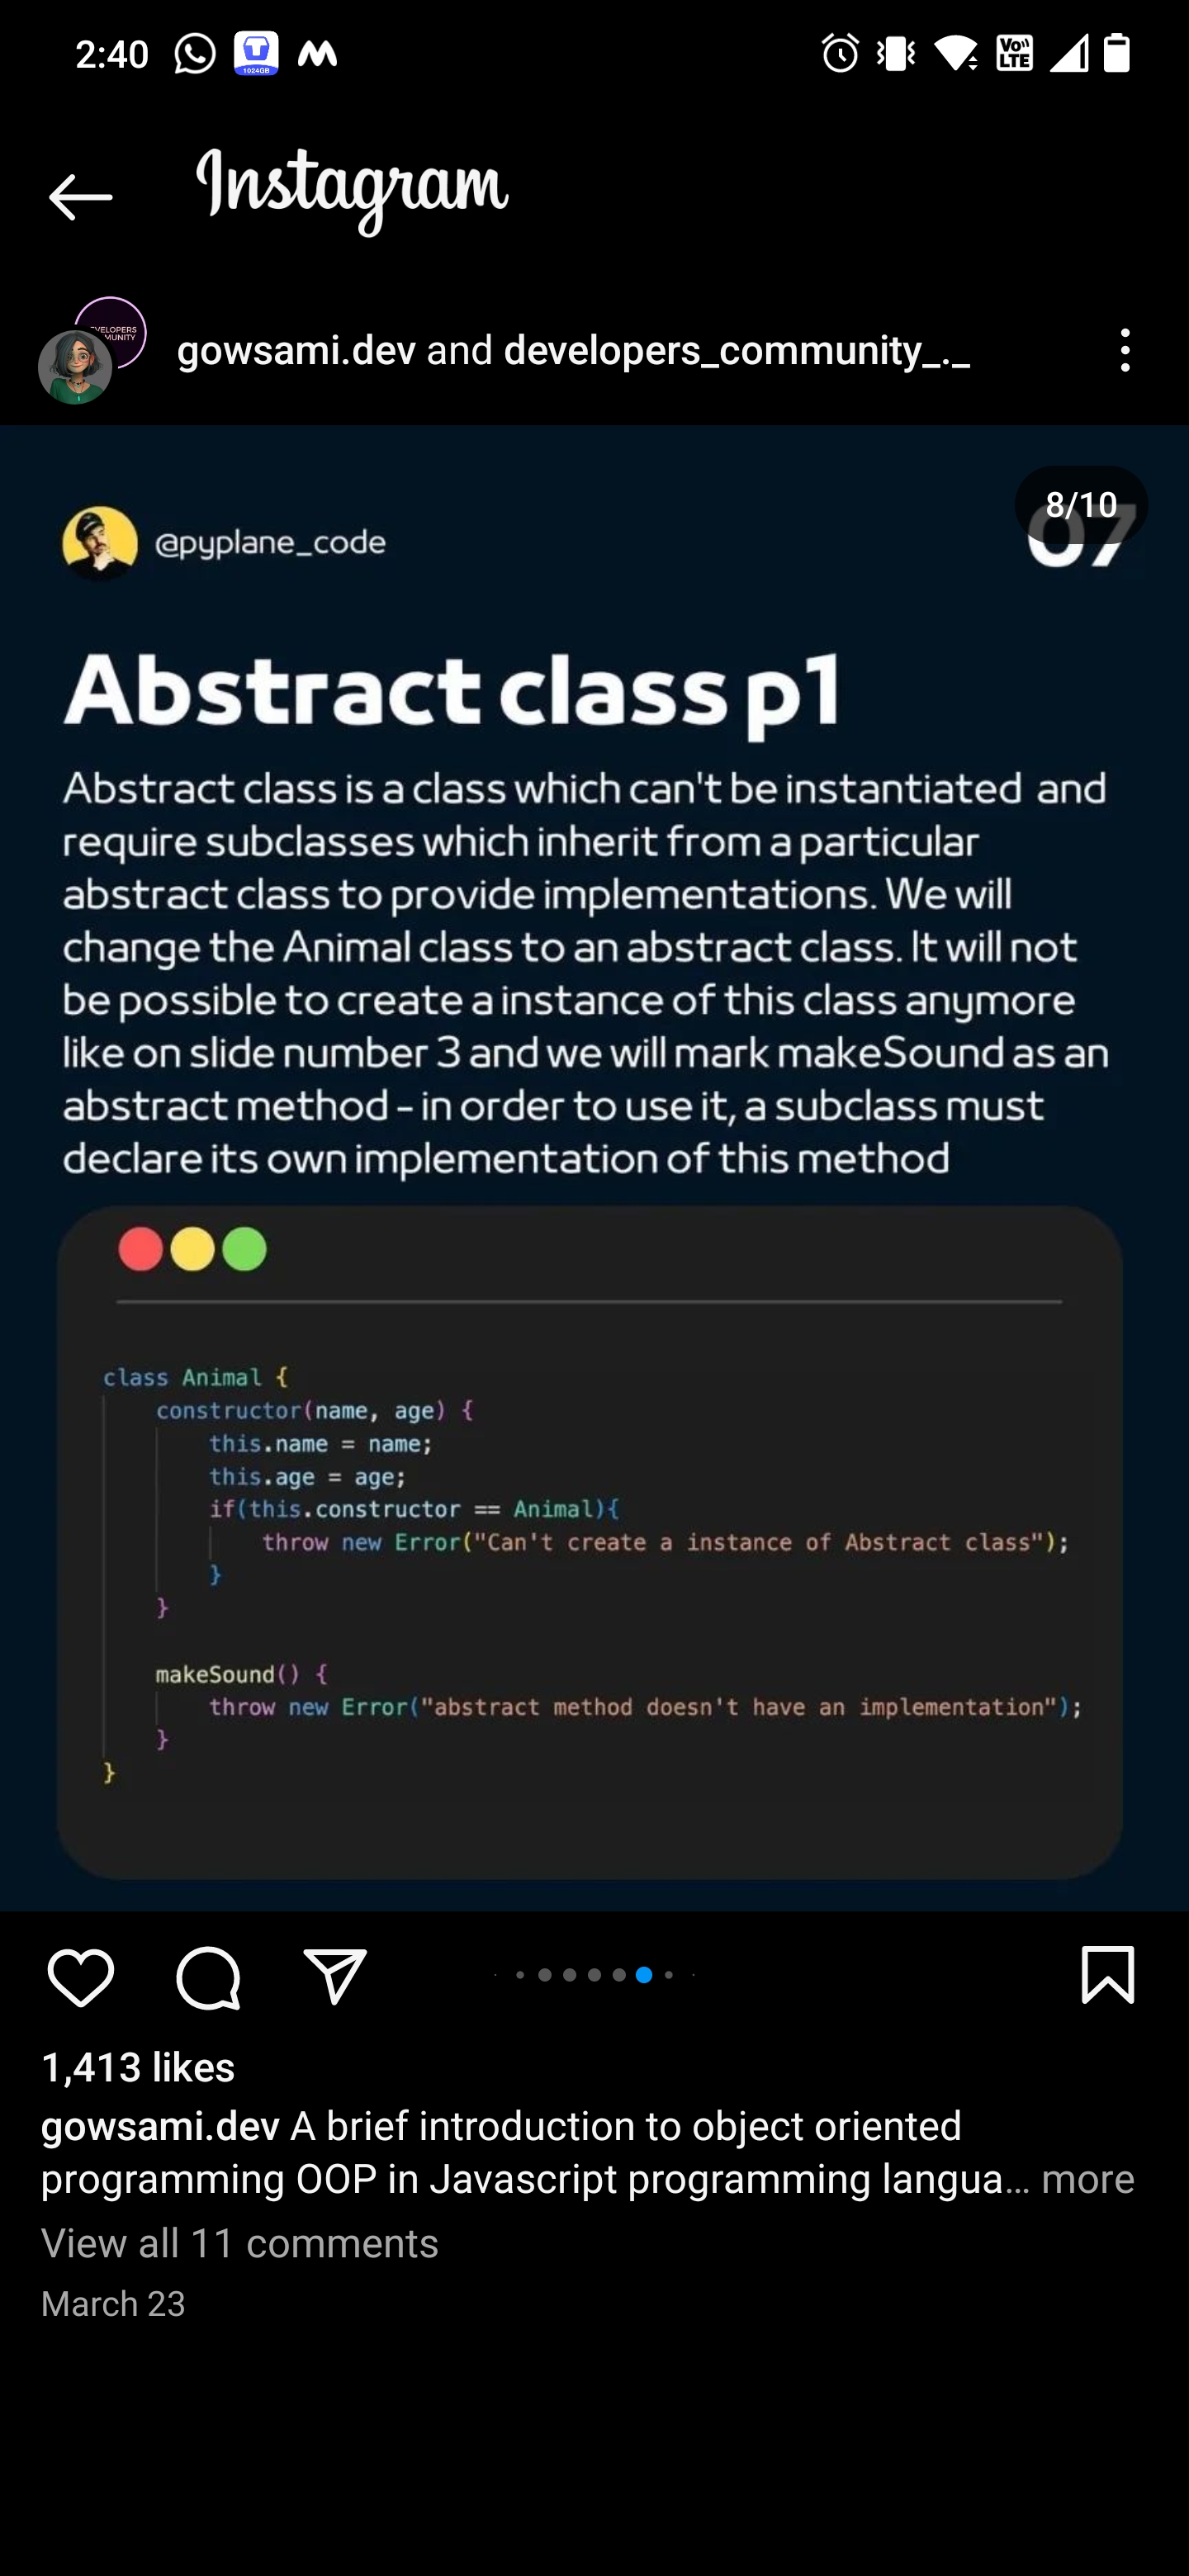 2:40
1024GB
Vo))
LTE
Instagram
VELOPERS
MUNITY
gowsami.dev and developers_community_._
8/10
@pyplane_code
07
Abstract class p1
Abstract class is a class which can't be instantiated and
require subclasses which inherit from a particular
abstract class to provide implementations. We will
change the Animal class to an abstract class. It will not
be possible to create a instance of this class anymore
like on slide number 3 and we will mark makeSound as an
abstract method - in order to use it, a subclass must
declare its own implementation of this method
class Animal {
constructor(name, age) {
this.name = name;
this.age = age;
if(this.constructor == Animal){
throw new Error("Can't create a instance of Abstract class");
}
}
makeSound() {
throw new Error("abstract method doesn't have an implementation");
}
}
1,413 likes
gowsami.dev A brief introduction to object oriented
programming OOP in Javascript programming langua... more
View all 11 comments
March 23